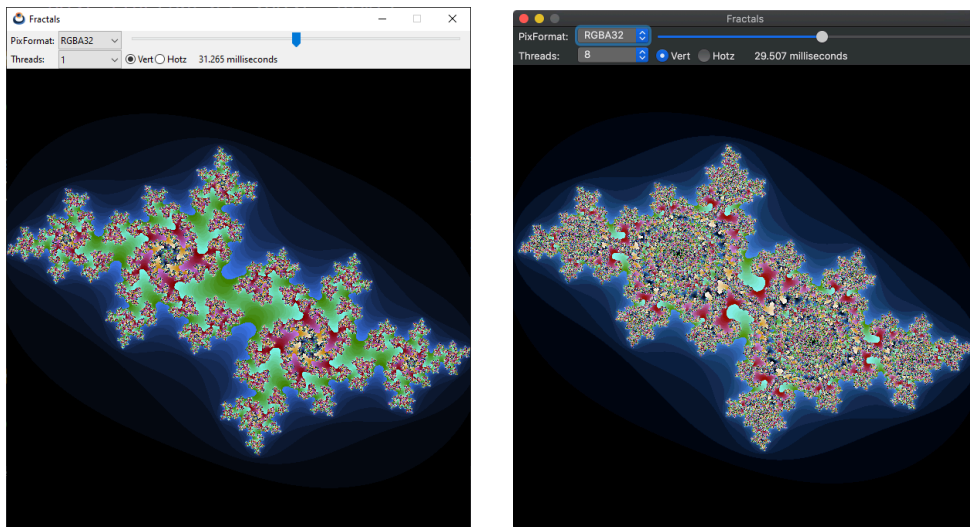 Fractals
PixFormat: RGBA32
Threads: 1 Vert Hotz 31.265 milliseconds
Fractals
PixFormat: RGBA32
Threads: 8 Vert Hotz 29.507 milliseconds